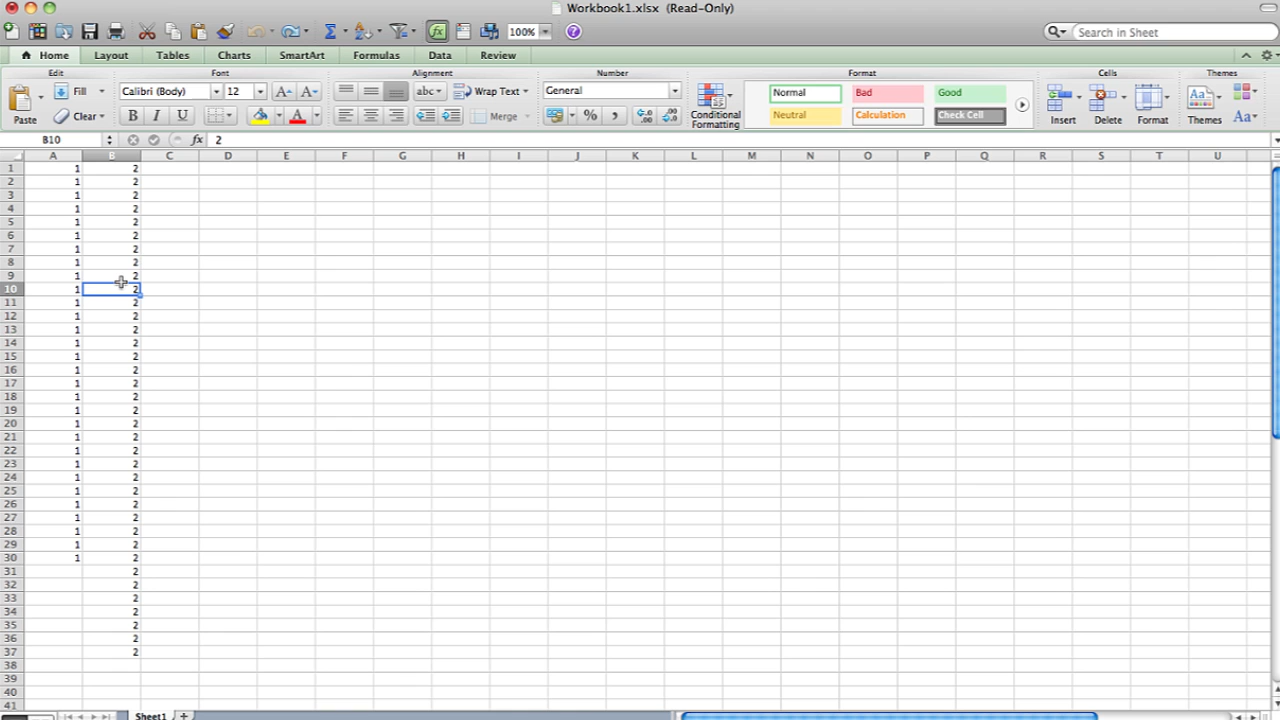 Workbook1.xlsx (Read-Only)
100% Search in Sheet
Home Layout Tables Charts SmartArt Formulas Data Review
Edit Font Alignment Number Format Cells Themes
Fill Calibri (Body) 12 A A abc Wrap Text General Normal Bad Good
Paste Clear B I U A Merge % , Conditional Formatting Neutral Calculation Check Cell Insert Delete Format Themes Aa
B10 fx 2
A B C D E F G H I J K L M N O P Q R S T U
1 1 2
2 1 2
3 1 2
4 1 2
5 1 2
6 1 2
7 1 2
8 1 2
9 1 2
10 1 2
11 1 2
12 1 2
13 1 2
14 1 2
15 1 2
16 1 2
17 1 2
18 1 2
19 1 2
20 1 2
21 1 2
22 1 2
23 1 2
24 1 2
25 1 2
26 1 2
27 1 2
28 1 2
29 1 2
30 1 2
31 2
32 2
33 2
34 2
35 2
36 2
37 2
38
39
40
41
Sheet1